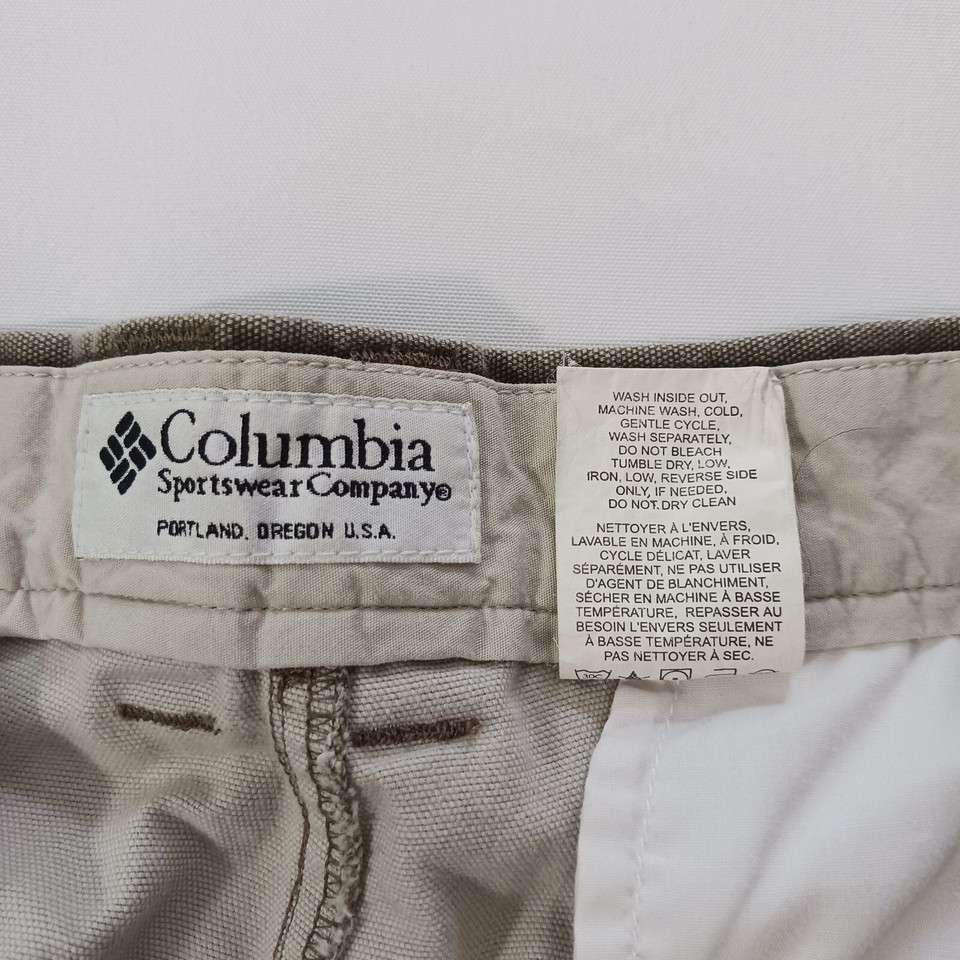 Columbia
Sportswear Company®
PORTLAND, OREGON U.S.A.
WASH INSIDE OUT,
MACHINE WASH, COLD,
GENTLE CYCLE,
WASH SEPARATELY,
DO NOT BLEACH
TUMBLE DRY, LOW,
IRON, LOW, REVERSE SIDE
ONLY, IF NEEDED,
DO NOT DRY CLEAN
NETTOYER À L'ENVERS,
LAVABLE EN MACHINE, À FROID,
CYCLE DÉLICAT, LAVER
SÉPARÉMENT, NE PAS UTILISER
D'AGENT DE BLANCHIMENT,
SÉCHER EN MACHINE À BASSE
TEMPÉRATURE, REPASSER AU
BESOIN L'ENVERS SEULEMENT
À BASSE TEMPÉRATURE, NE
PAS NETTOYER À SEC.